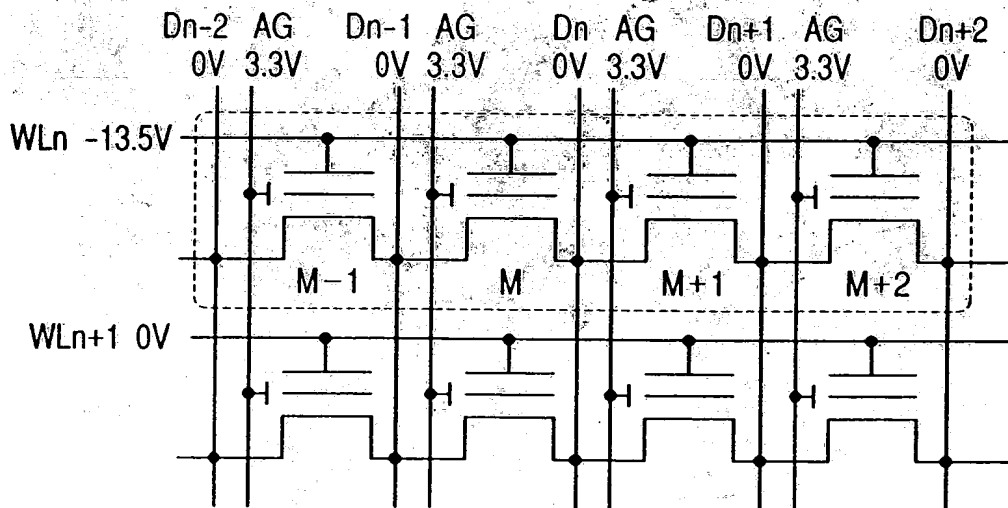 Dn-2 AG Dn-1 AG Dn AG Dn+1 AG Dn+2
0V 3.3V 0V 3.3V 0V 3.3V 0V 3.3V 0V
WLn -13.5V
M-1 M M+1 M+2
WLn+1 0V